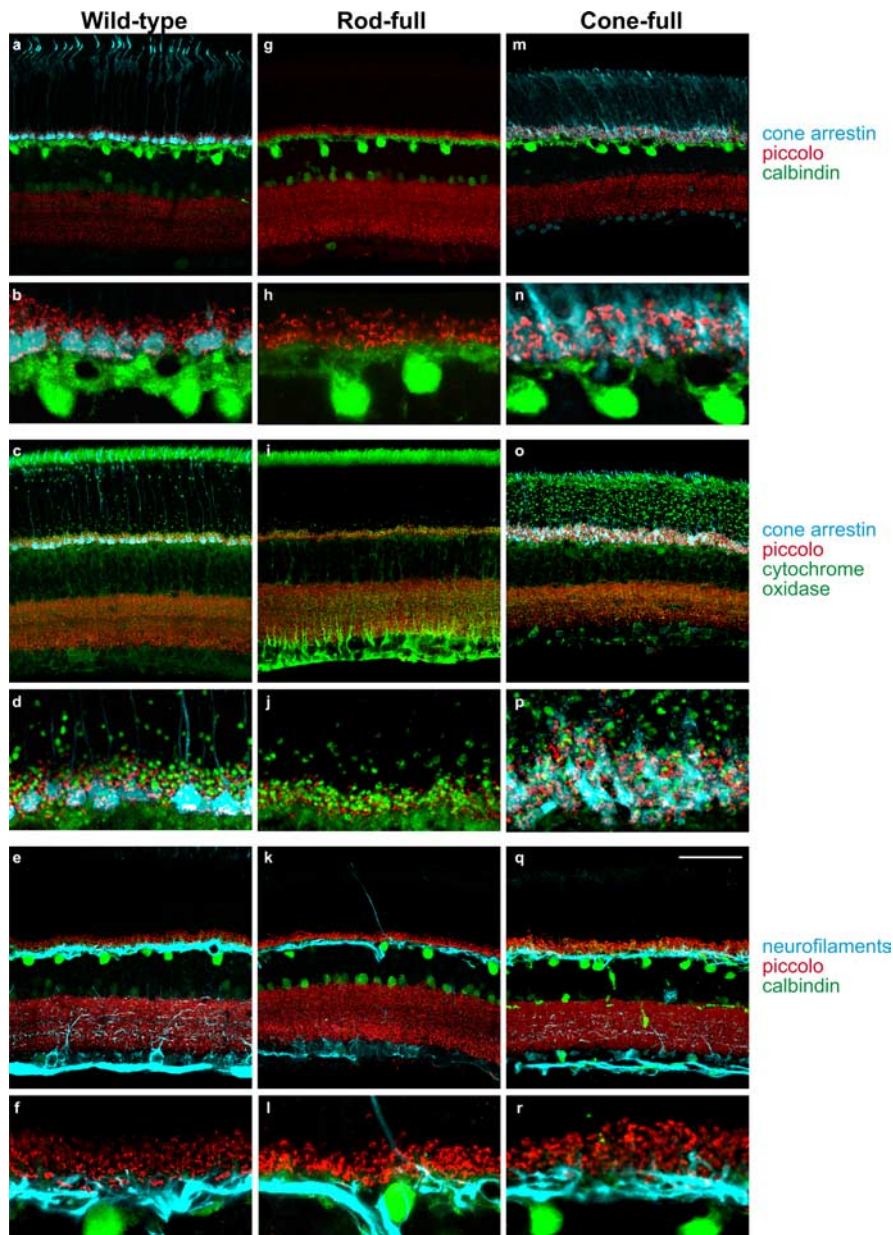 Wild-type Rod-full Cone-full
a g m
cone arrestin
piccolo
calbindin
b h n
c i o
cone arrestin
piccolo
cytochrome
oxidase
d j p
e k q
neurofilaments
piccolo
calbindin
f l r